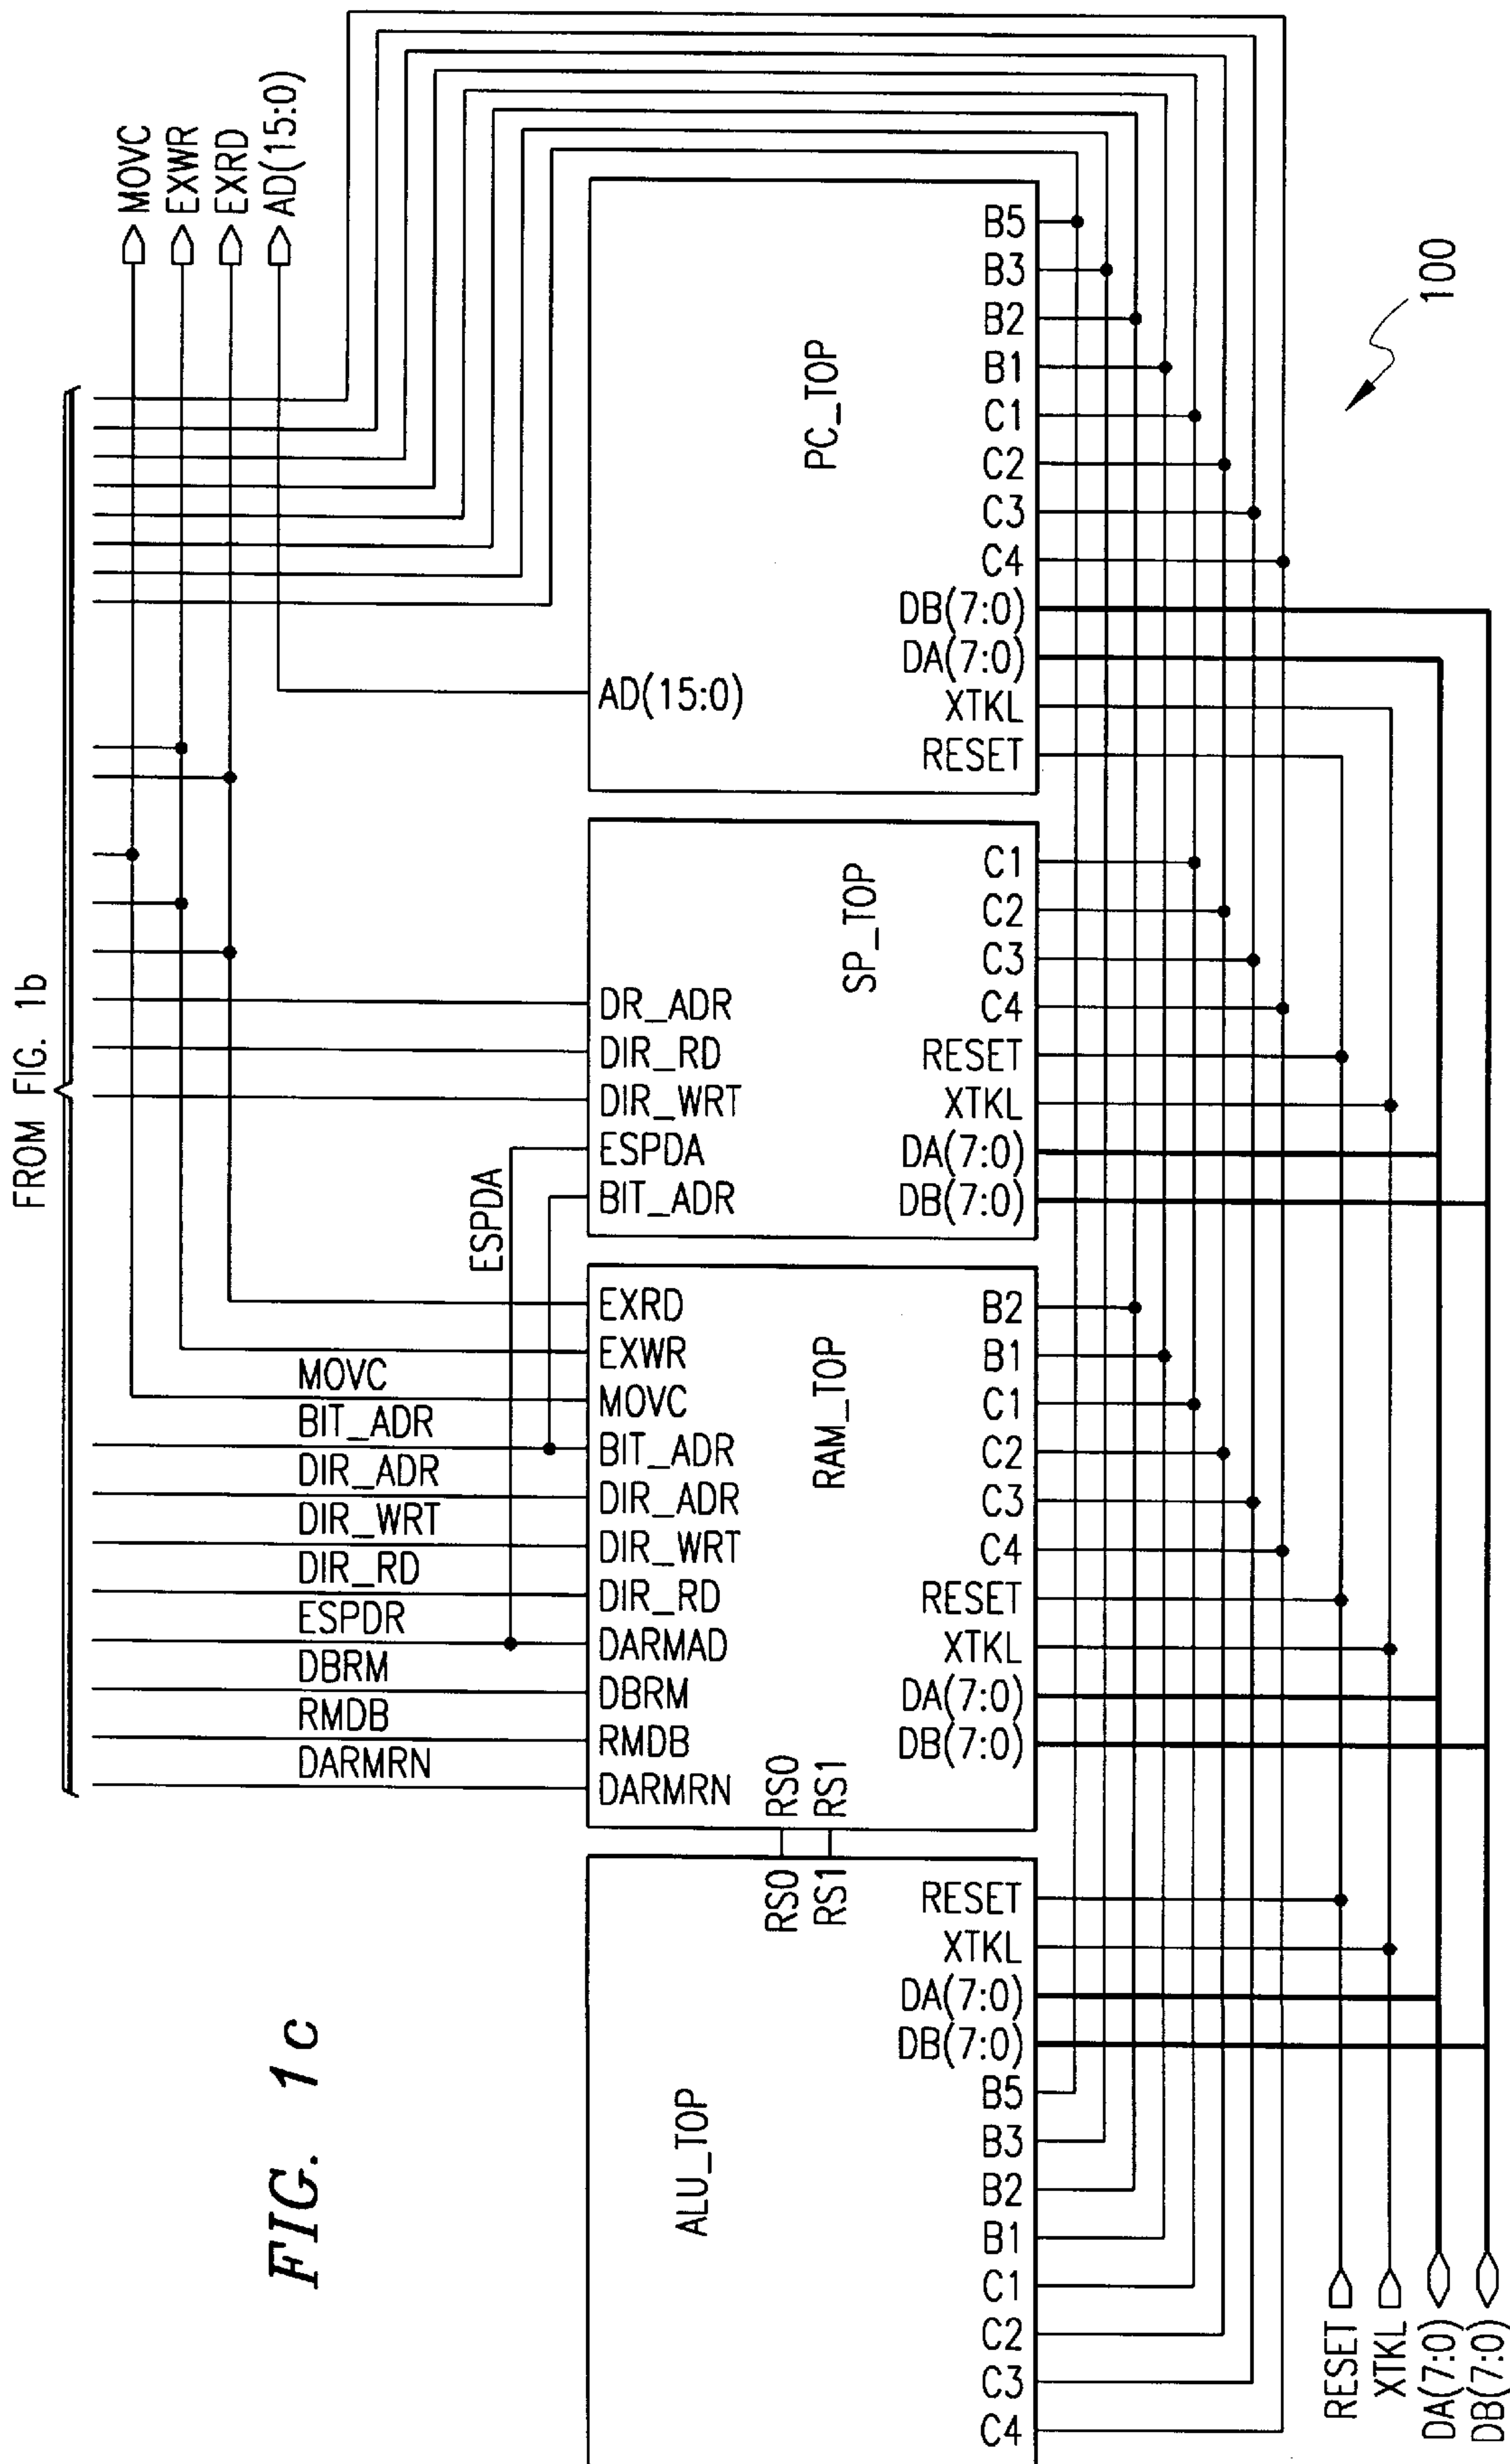 FIG. 1c
FROM FIG. 1b
MOVC
EXWR
EXRD
AD(15:0)
MOVC
BIT_ADR
DIR_ADR
DIR_WRT
DIR_RD
ESPDR
DBRM
RMDB
DARMRN
ESPDA
ALU_TOP
RS0
RS1
RESET
XTKL
DA(7:0)
DB(7:0)
B5
B3
B2
B1
C1
C2
C3
C4
RAM_TOP
EXRD
EXWR
MOVC
BIT_ADR
DIR_ADR
DIR_WRT
DIR_RD
DARMAD
DBRM
RMDB
DARMRN
RS0
RS1
B2
B1
C1
C2
C3
C4
RESET
XTKL
DA(7:0)
DB(7:0)
SP_TOP
DR_ADR
DIR_RD
DIR_WRT
ESPDA
BIT_ADR
C1
C2
C3
C4
RESET
XTKL
DA(7:0)
DB(7:0)
PC_TOP
AD(15:0)
B5
B3
B2
B1
C1
C2
C3
C4
DB(7:0)
DA(7:0)
XTKL
RESET
RESET
XTKL
DA(7:0)
DB(7:0)
100